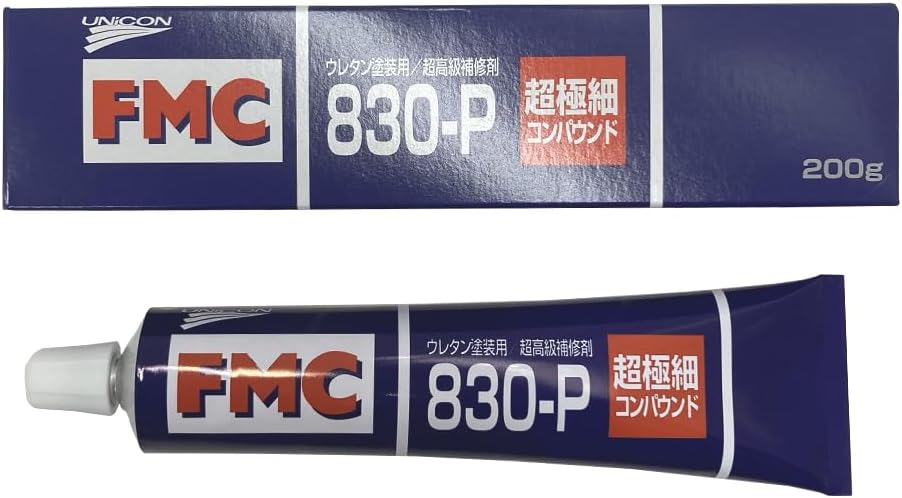 UNiCON
FMC
ウレタン塗装用／超高級補修剤
830-P
超極細
コンパウンド
200g
UNiCON
FMC
ウレタン塗装用／超高級補修剤
830-P
超極細
コンパウンド